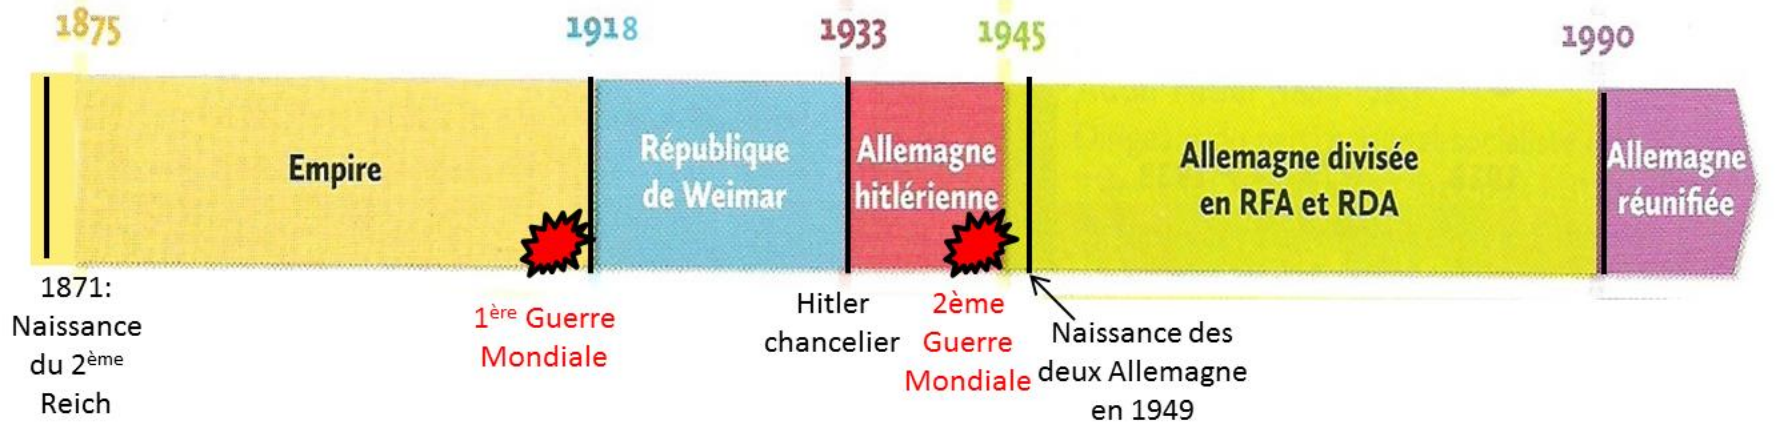 1875
1918
1933
1945
1990
Empire
République
de Weimar
Allemagne
hitlérienne
Allemagne divisée
en RFA et RDA
Allemagne
réunifiée
1871:
Naissance
du 2ème
Reich
1ère Guerre
Mondiale
Hitler
chancelier
2ème
Guerre
Mondiale
Naissance des
deux Allemagne
en 1949